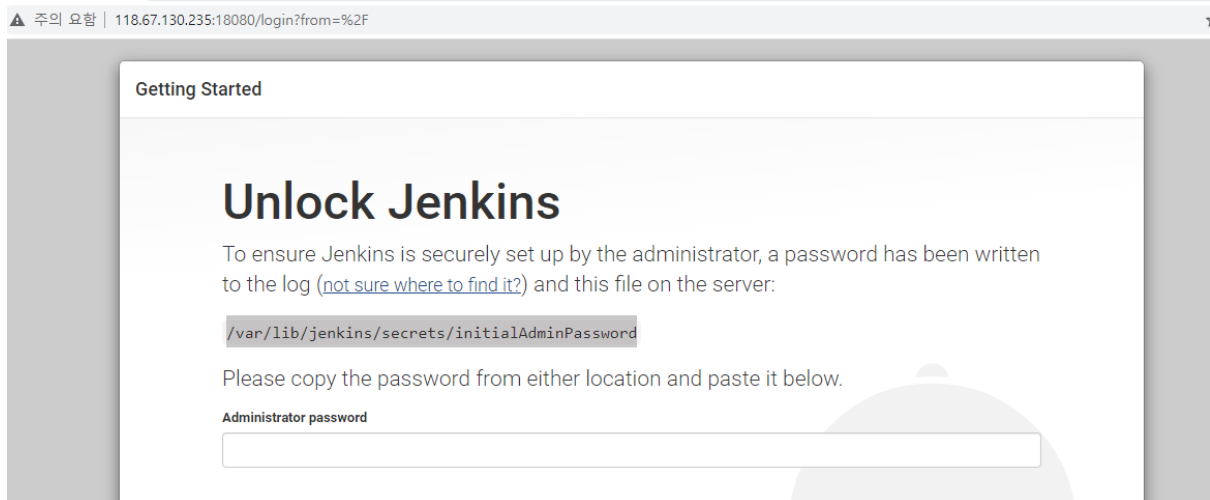 주의 요함 | 118.67.130.235:18080/login?from=%2F
Getting Started
Unlock Jenkins
To ensure Jenkins is securely set up by the administrator, a password has been written
to the log (not sure where to find it?) and this file on the server:
/var/lib/jenkins/secrets/initialAdminPassword
Please copy the password from either location and paste it below.
Administrator password